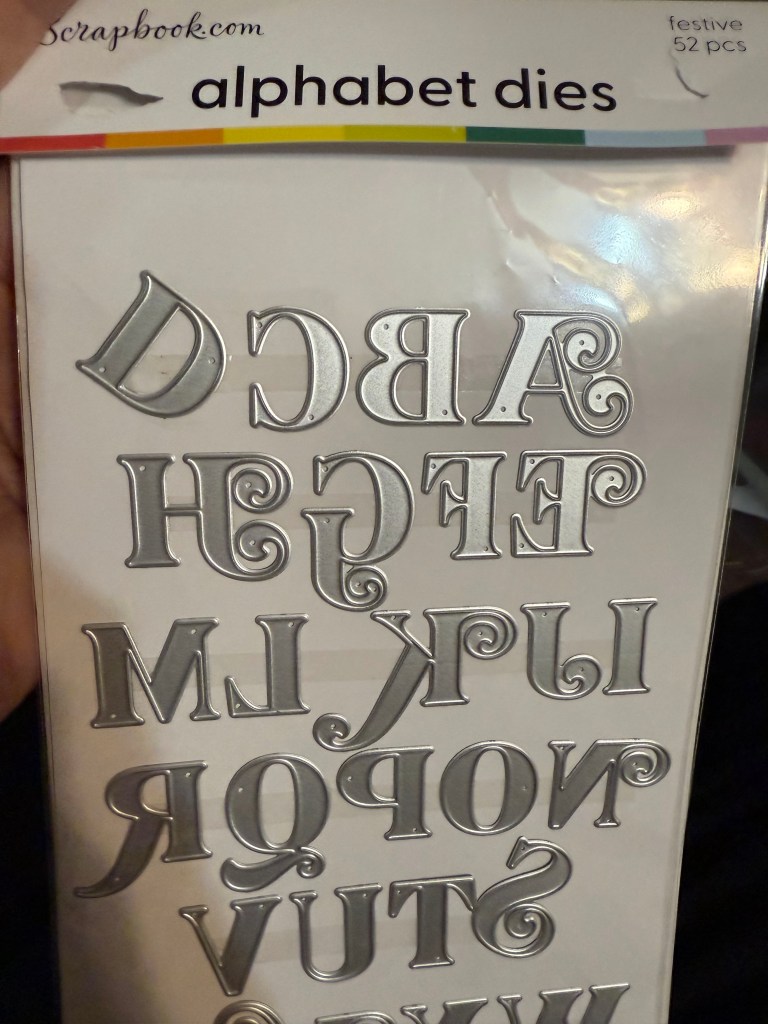 Scrapbook.com
festive
52 pcs
alphabet dies
A B C D
E F G H
I J K L M
N O P Q R
S T U V